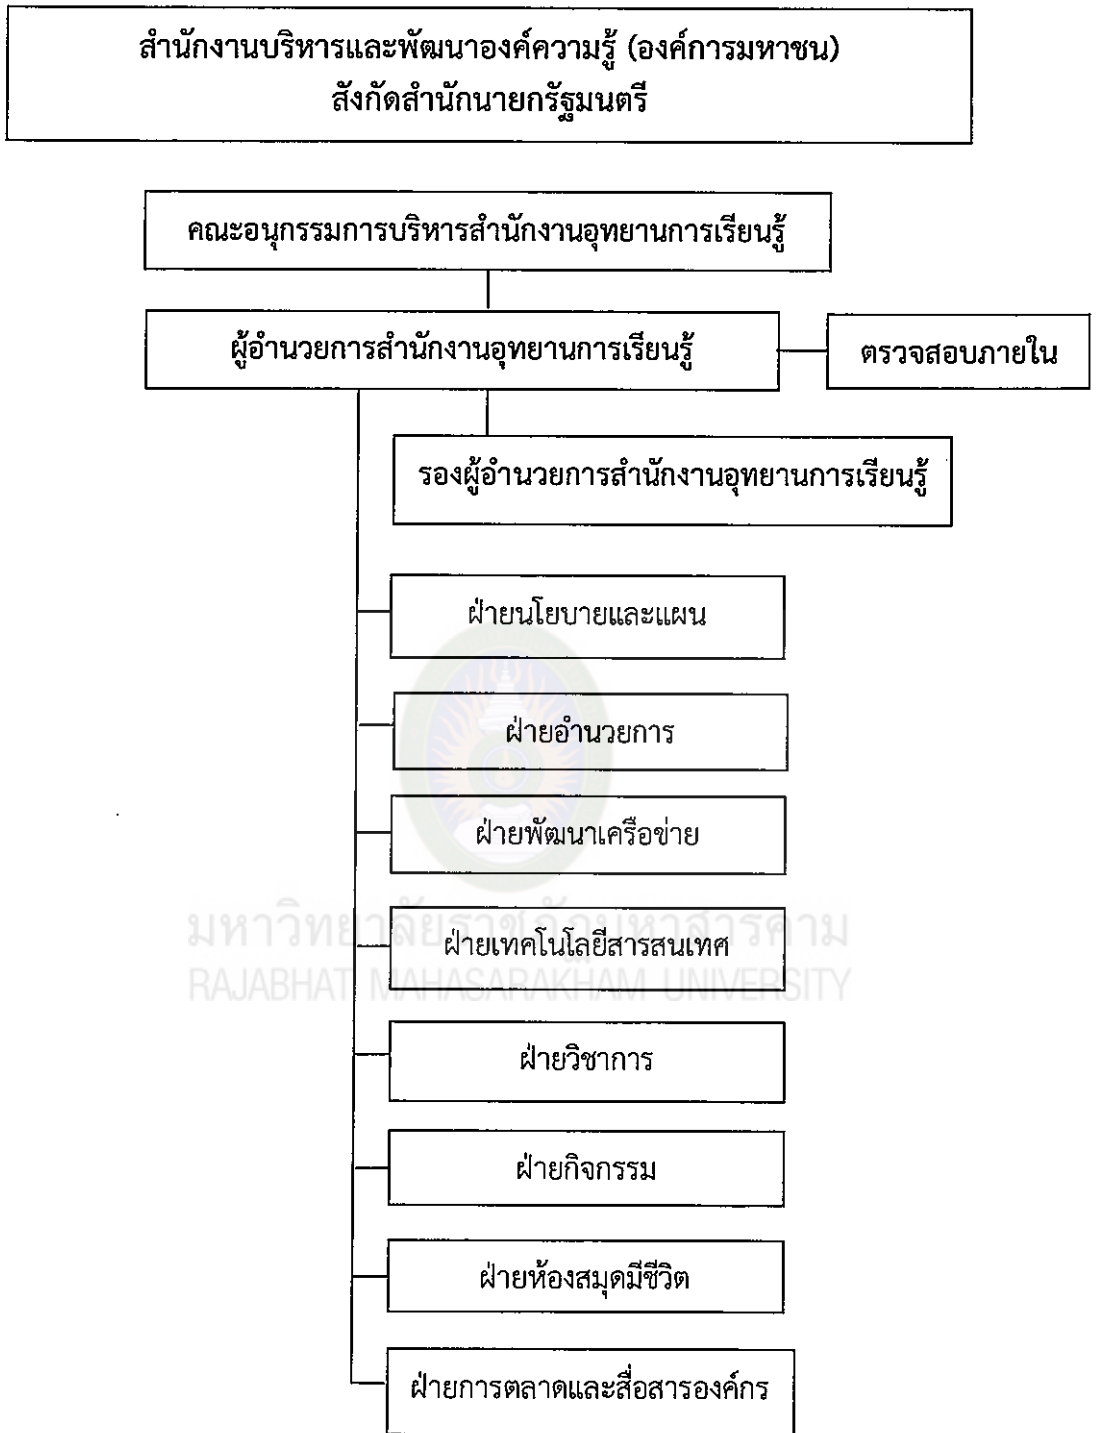 สำนักงานบริหารและพัฒนาองค์ความรู้ (องค์การมหาชน)
สังกัดสำนักนายกรัฐมนตรี
คณะอนุกรรมการบริหารสำนักงานอุทยานการเรียนรู้
ผู้อำนวยการสำนักงานอุทยานการเรียนรู้
ตรวจสอบภายใน
รองผู้อำนวยการสำนักงานอุทยานการเรียนรู้
ฝ่ายนโยบายและแผน
ฝ่ายอำนวยการ
ฝ่ายพัฒนาเครือข่าย
มหาวิทยาลัยราชภัฏมหาสารคาม
ฝ่ายเทคโนโลยีสารสนเทศ
RAJABHAT MAHASARAKHAM UNIVERSITY
ฝ่ายวิชาการ
ฝ่ายกิจกรรม
ฝ่ายห้องสมุดมีชีวิต
ฝ่ายการตลาดและสื่อสารองค์กร